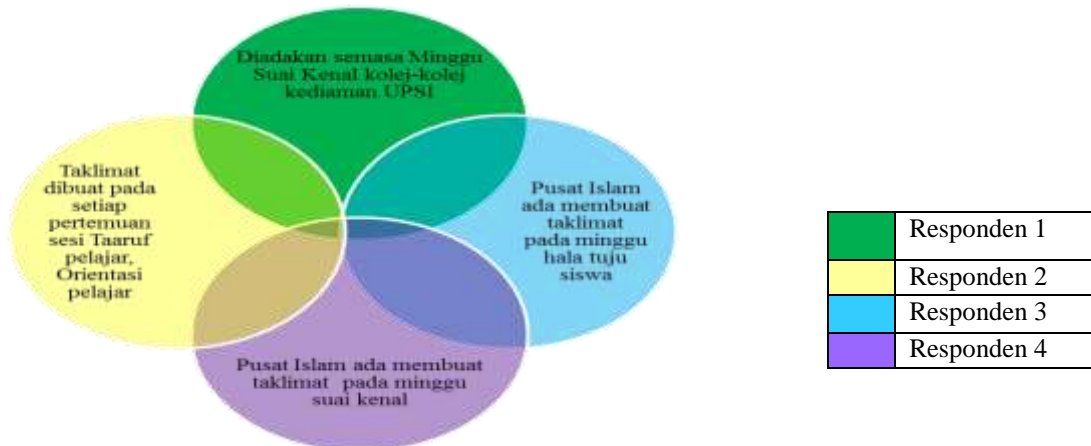 Diadakan semasa Minggu
Suai Kenal kolej-kolej
kediaman UPSI
Taklimat
dibuat pada
setiap
pertemuan
sesi Taaruf
pelajar,
Orientasi
pelajar
Pusat Islam
ada membuat
taklimat
pada minggu
hala tuju
siswa
Pusat Islam ada membuat
taklimat pada minggu
suai kenal
Responden 1
Responden 2
Responden 3
Responden 4